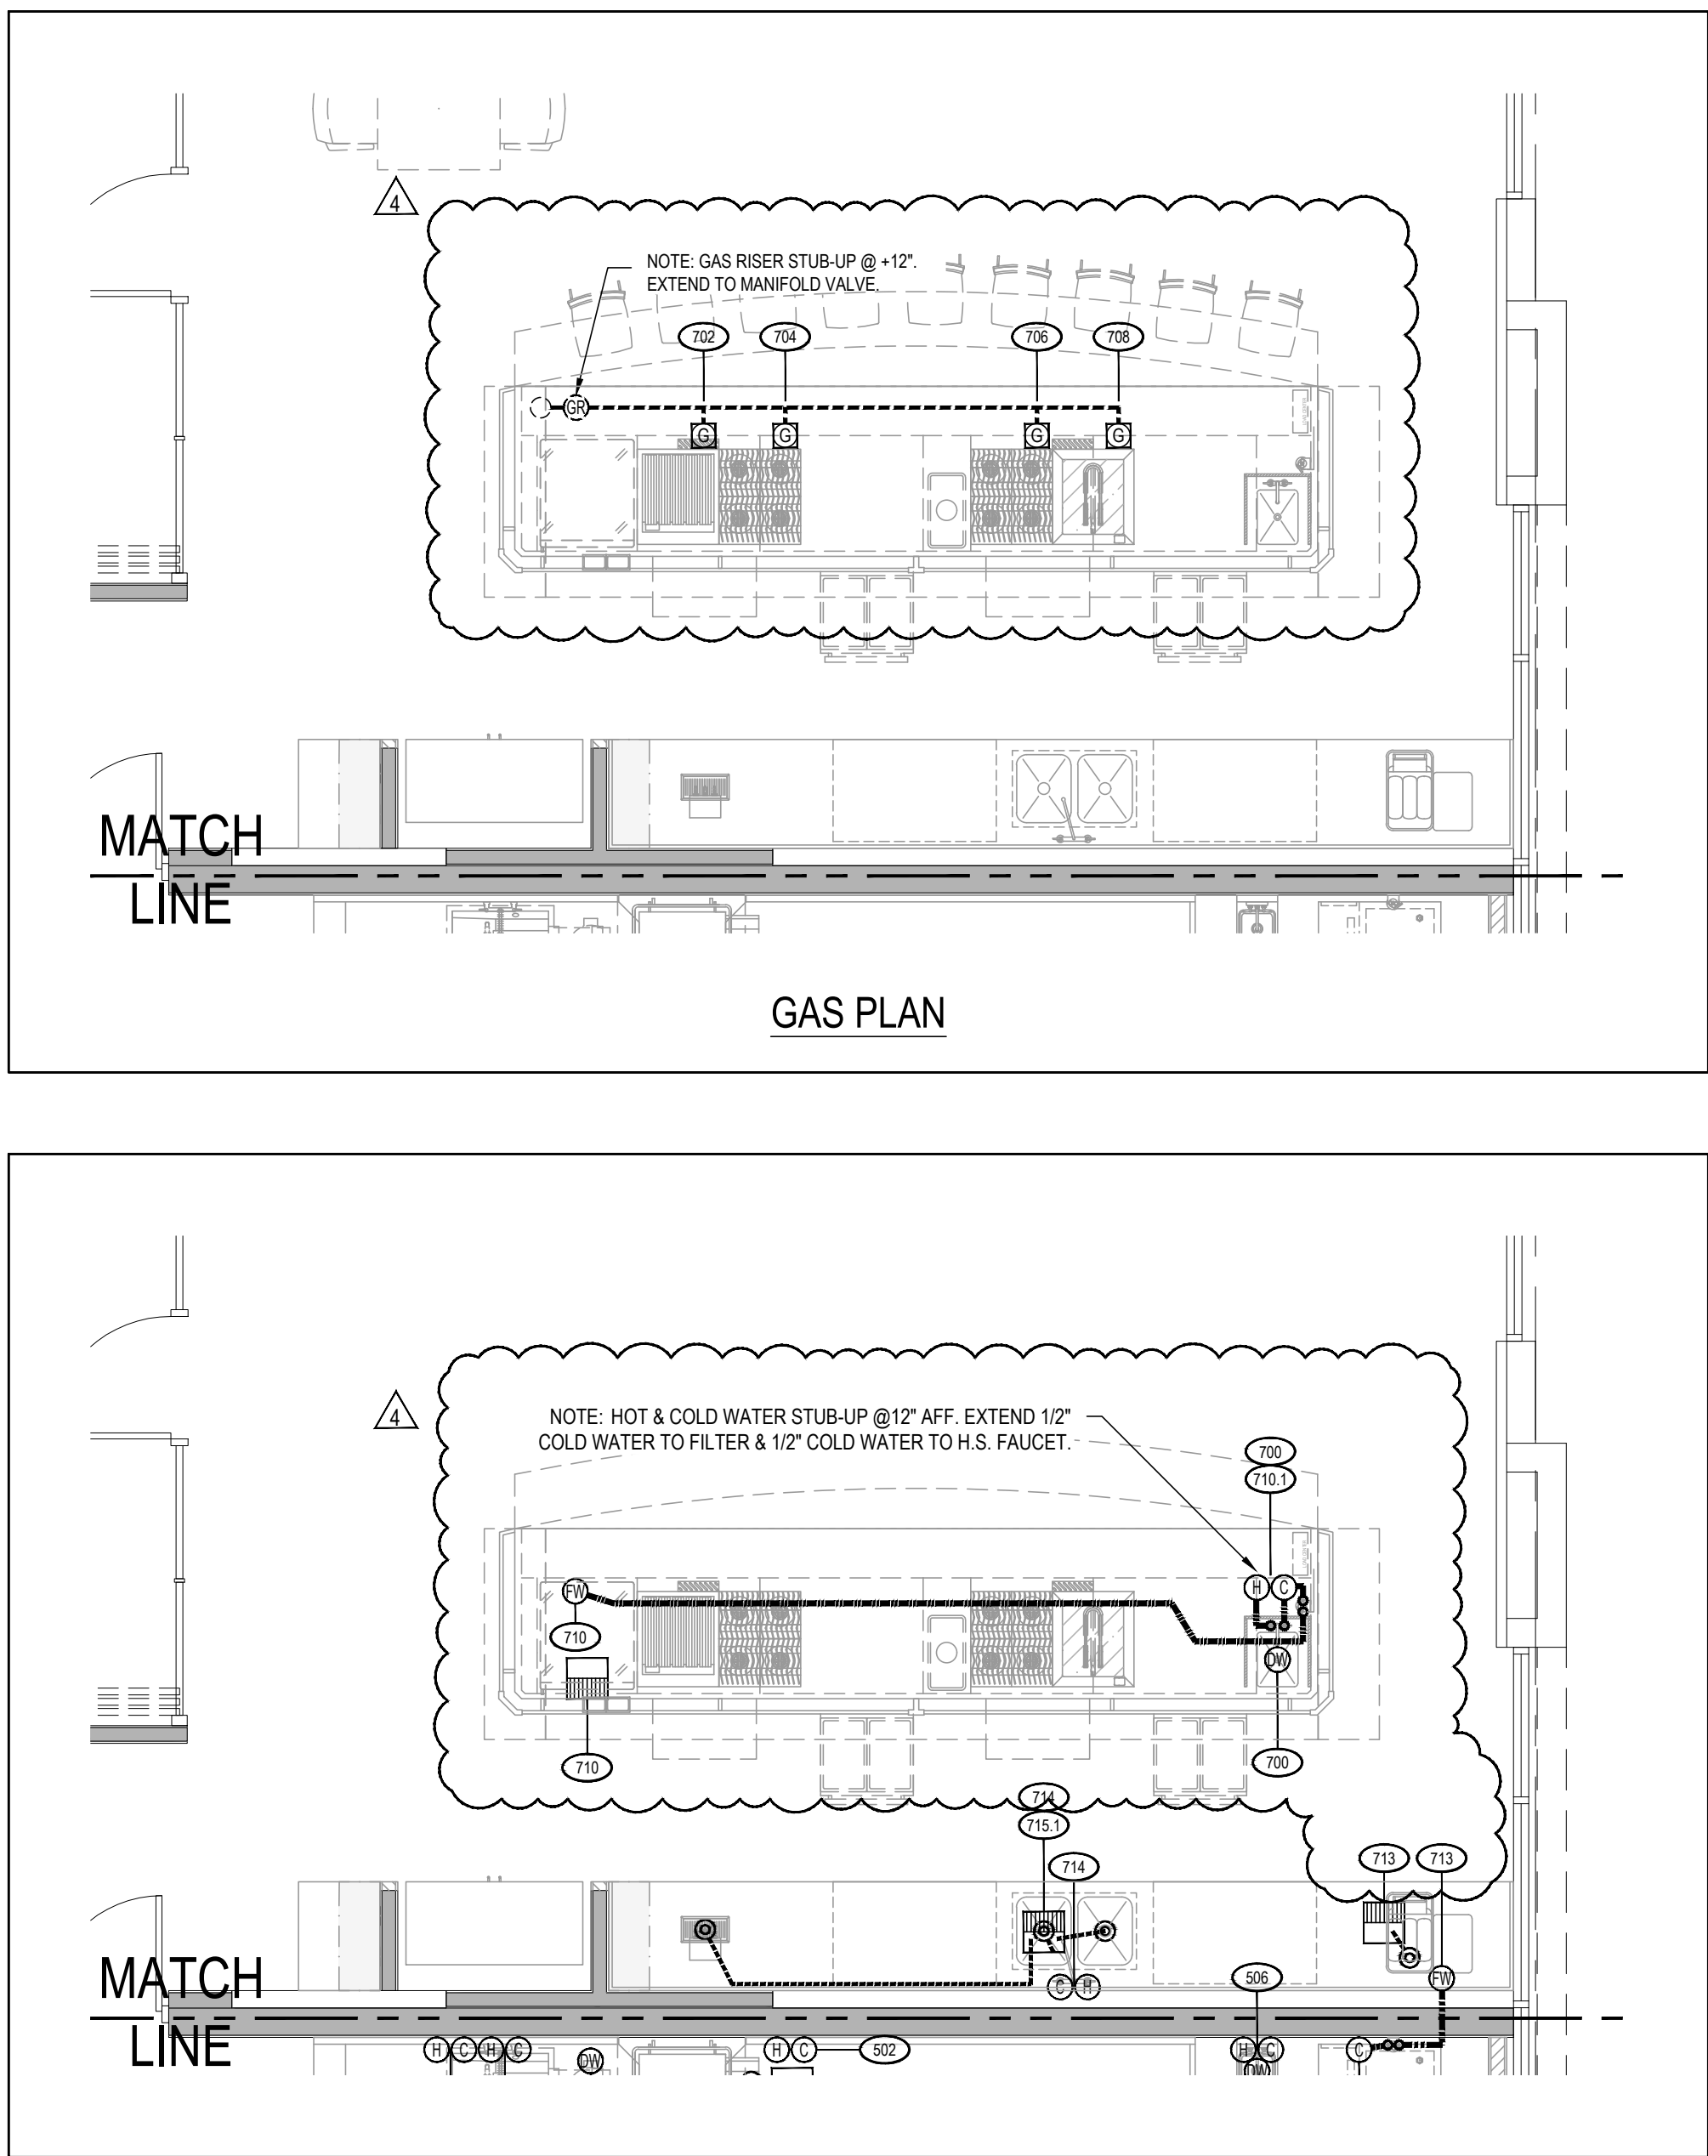 4
NOTE: GAS RISER STUB-UP @ +12".
EXTEND TO MANIFOLD VALVE.
702
704
706
708
GR
G
G
G
G
MATCH
LINE
GAS PLAN
4
NOTE: HOT & COLD WATER STUB-UP @12" AFF. EXTEND 1/2"
COLD WATER TO FILTER & 1/2" COLD WATER TO H.S. FAUCET.
700
710.1
FW
H
C
710
DW
710
700
714
715.1
714
713
713
C
H
506
FW
MATCH
LINE
H
C
H
C
DW
H
C
502
H
C
DW
C